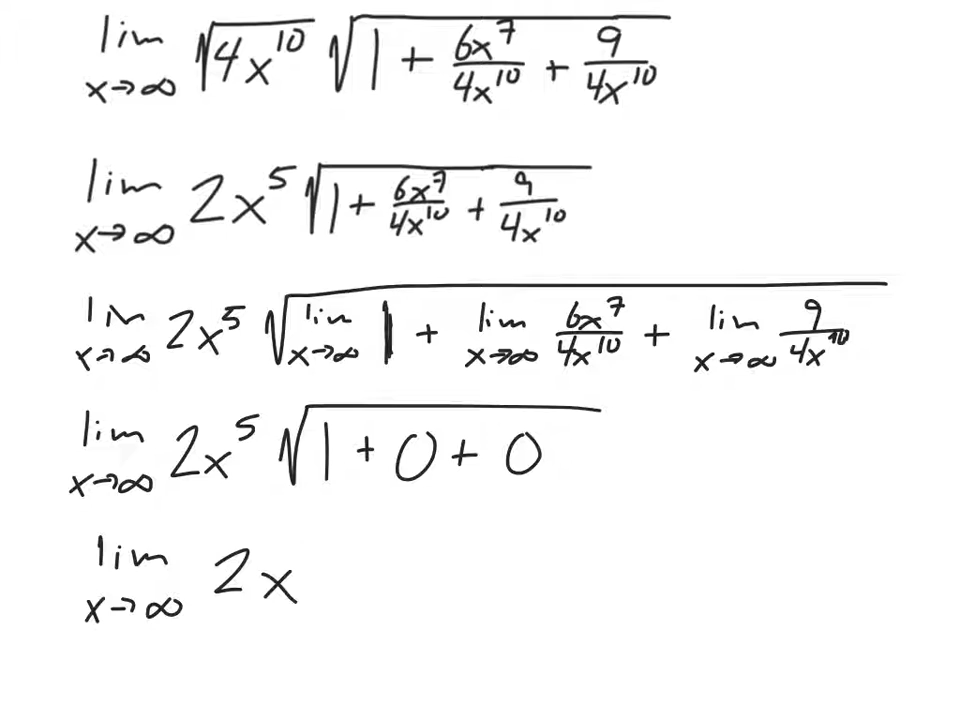 lim x→∞ √(4x^10) √(1 + 6x^7/4x^10 + 9/4x^10)
lim x→∞ 2x^5 √(1 + 6x^7/4x^10 + 9/4x^10)
lim x→∞ 2x^5 √(lim x→∞ 1 + lim x→∞ 6x^7/4x^10 + lim x→∞ 9/4x^10)
lim x→∞ 2x^5 √(1 + 0 + 0)
lim x→∞ 2x